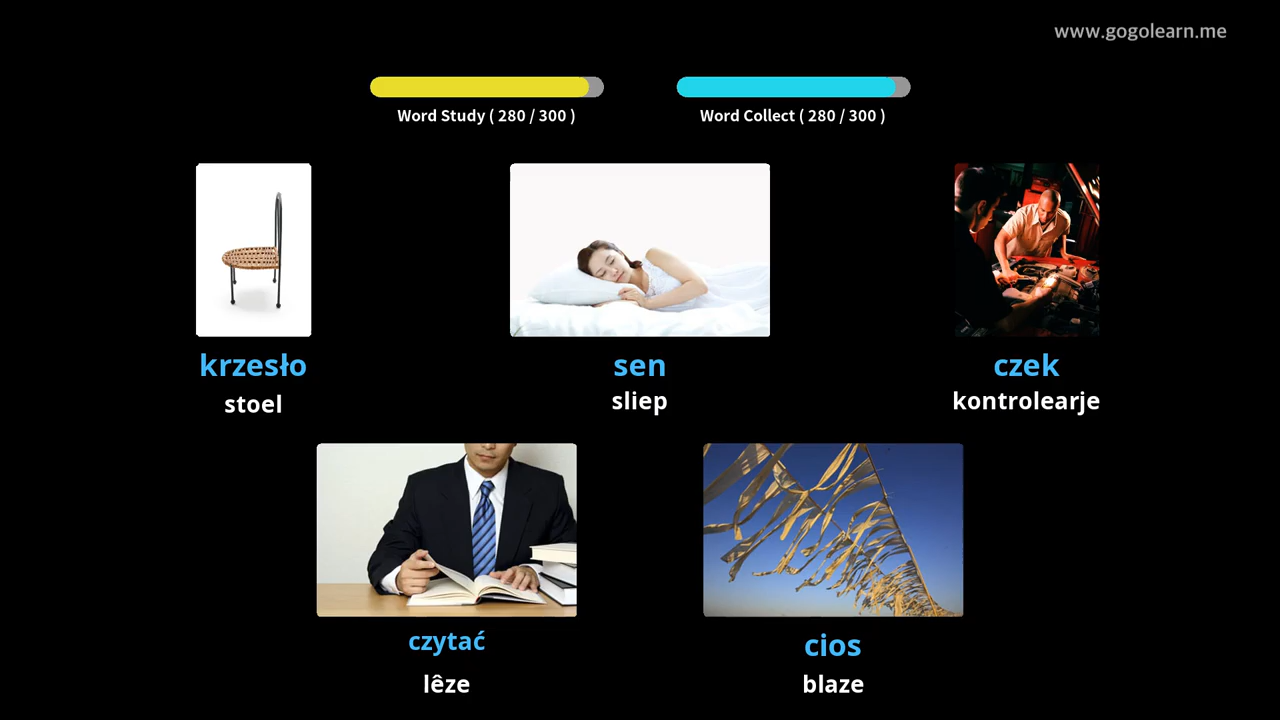 www.gogolearn.me
Word Study ( 280 / 300 )
Word Collect ( 280 / 300 )
krzesło
stoel
sen
sliep
czek
kontrolearje
czytać
lêze
cios
blaze